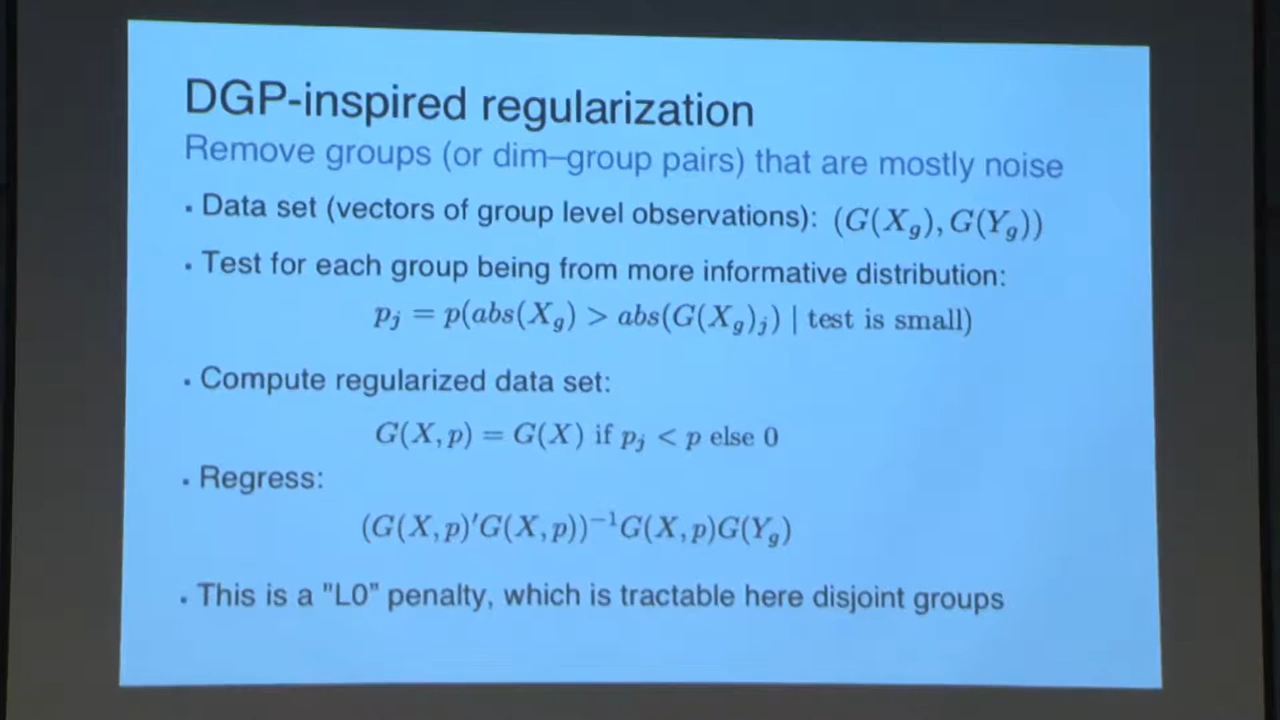 DGP-inspired regularization
Remove groups (or dim–group pairs) that are mostly noise
▪ Data set (vectors of group level observations): (G(X_g), G(Y_g))
▪ Test for each group being from more informative distribution:
p_j = p(abs(X_g) > abs(G(X_g)_j) | test is small)
▪ Compute regularized data set:
G(X, p) = G(X) if p_j < p else 0
▪ Regress:
(G(X, p)′G(X, p))⁻¹G(X, p)G(Y_g)
▪ This is a "L0" penalty, which is tractable here disjoint groups